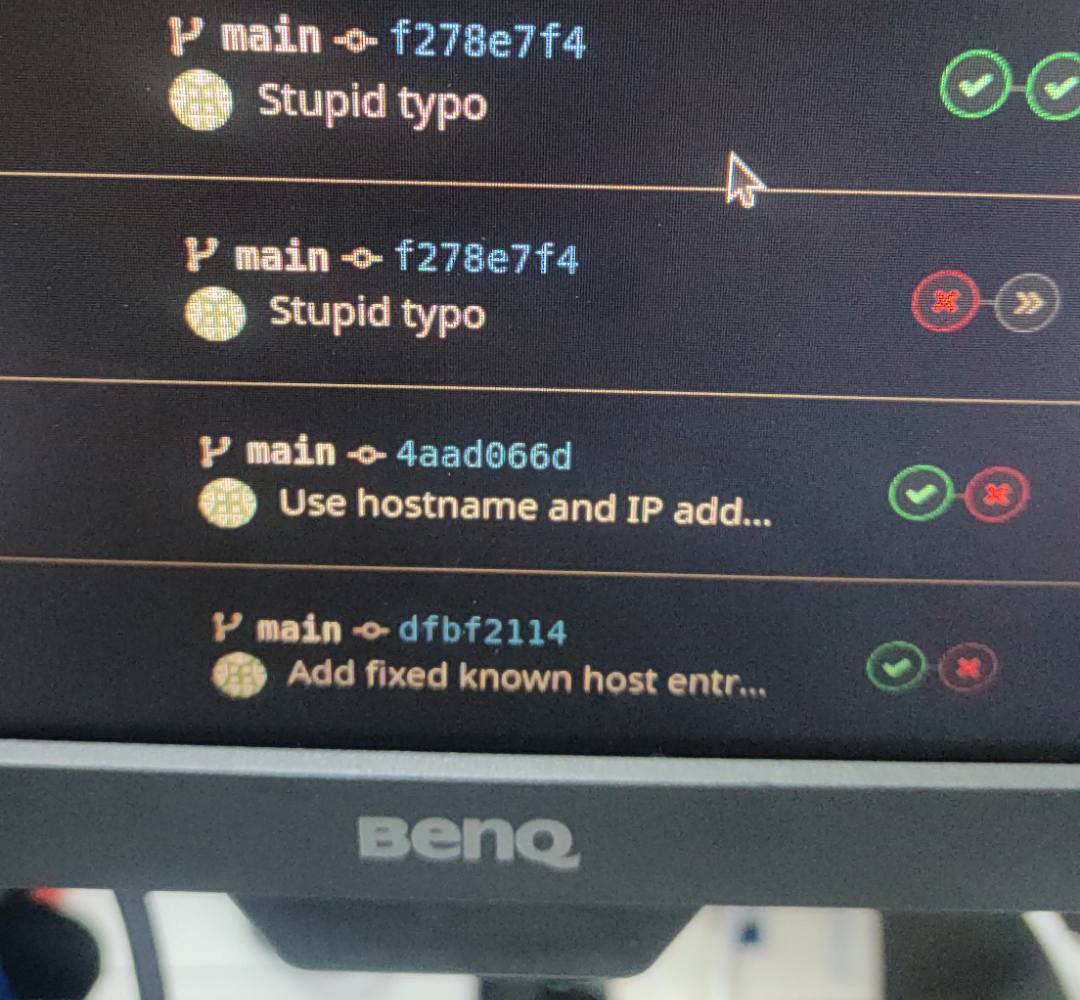 main f278e7f4
Stupid typo
main f278e7f4
Stupid typo
main 4aad066d
Use hostname and IP add...
main dfbf2114
Add fixed known host entr...
BenQ